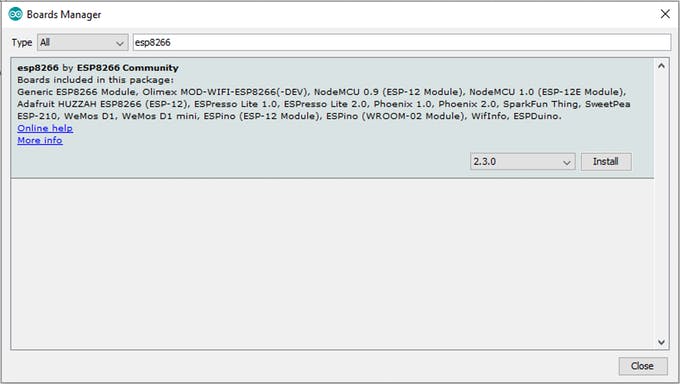 Boards Manager
Type All esp8266
esp8266 by ESP8266 Community
Boards included in this package:
Generic ESP8266 Module, Olimex MOD-WIFI-ESP8266(-DEV), NodeMCU 0.9 (ESP-12 Module), NodeMCU 1.0 (ESP-12E Module),
Adafruit HUZZAH ESP8266 (ESP-12), ESPresso Lite 1.0, ESPresso Lite 2.0, Phoenix 1.0, Phoenix 2.0, SparkFun Thing, SweetPea
ESP-210, WeMos D1, WeMos D1 mini, ESPino (ESP-12 Module), ESPino (WROOM-02 Module), WifInfo, ESPDuino.
Online help
More info
2.3.0 Install
Close